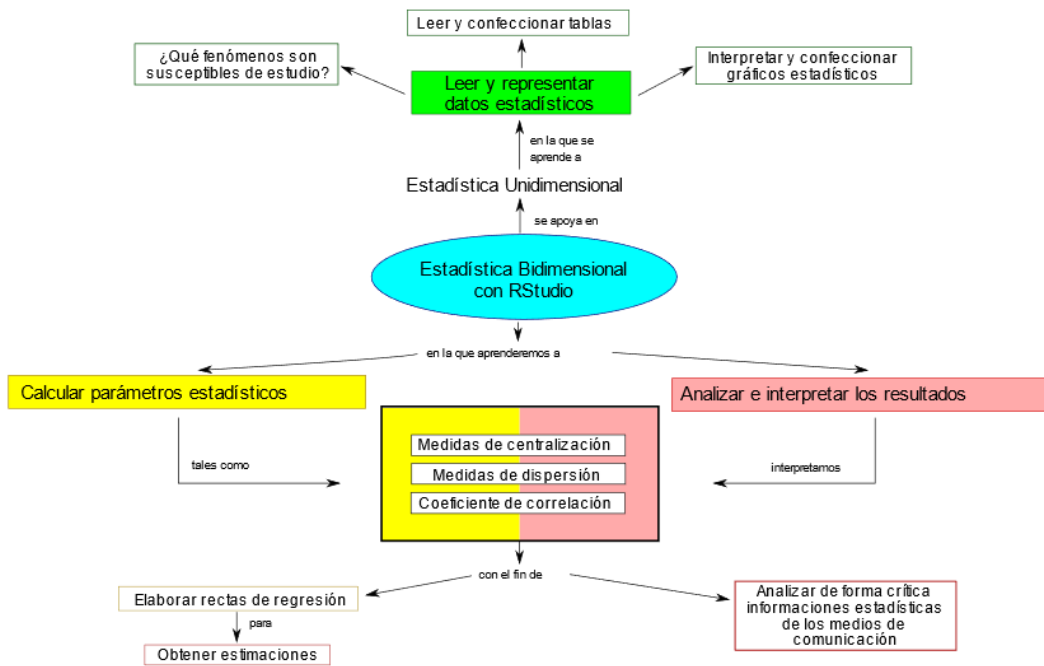 Leer y confeccionar tablas
¿Qué fenómenos son
susceptibles de estudio?
Interpretar y confeccionar
gráficos estadísticos
Leer y representar
datos estadísticos
en la que se
aprende a
Estadística Unidimensional
se apoya en
Estadística Bidimensional
con RStudio
en la que aprenderemos a
Calcular parámetros estadísticos
Analizar e interpretar los resultados
tales como
Medidas de centralización
Medidas de dispersión
Coeficiente de correlación
interpretamos
con el fin de
Elaborar rectas de regresión
para
Obtener estimaciones
Analizar de forma crítica
informaciones estadísticas
de los medios de
comunicación